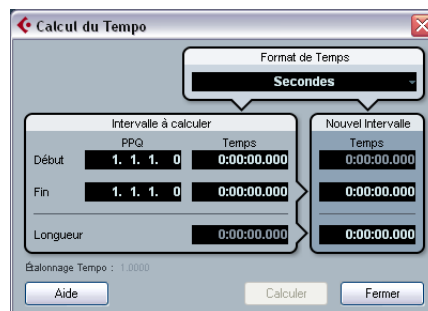 Calcul du Tempo
Format de Temps
Secondes
Intervalle à calculer
Nouvel Intervalle
PPQ Temps Temps
Début 1. 1. 1. 0 0:00:00.000 0:00:00.000
Fin 1. 1. 1. 0 0:00:00.000 0:00:00.000
Longueur 0:00:00.000 0:00:00.000
Étalonnage Tempo : 1.0000
Aide Calculer Fermer